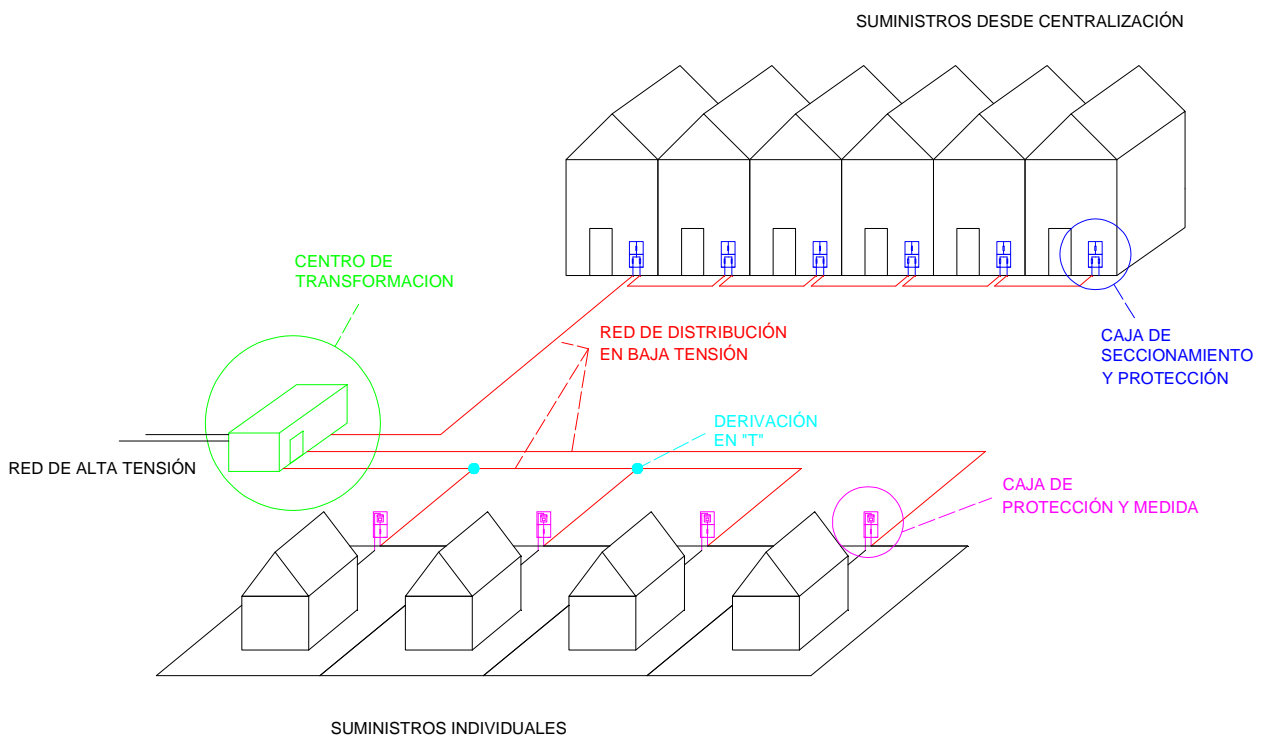 SUMINISTROS DESDE CENTRALIZACIÓN
CENTRO DE
TRANSFORMACION
RED DE DISTRIBUCIÓN
EN BAJA TENSIÓN
CAJA DE
SECCIONAMIENTO
Y PROTECCIÓN
DERIVACIÓN
EN "T"
RED DE ALTA TENSIÓN
CAJA DE
PROTECCIÓN Y MEDIDA
SUMINISTROS INDIVIDUALES